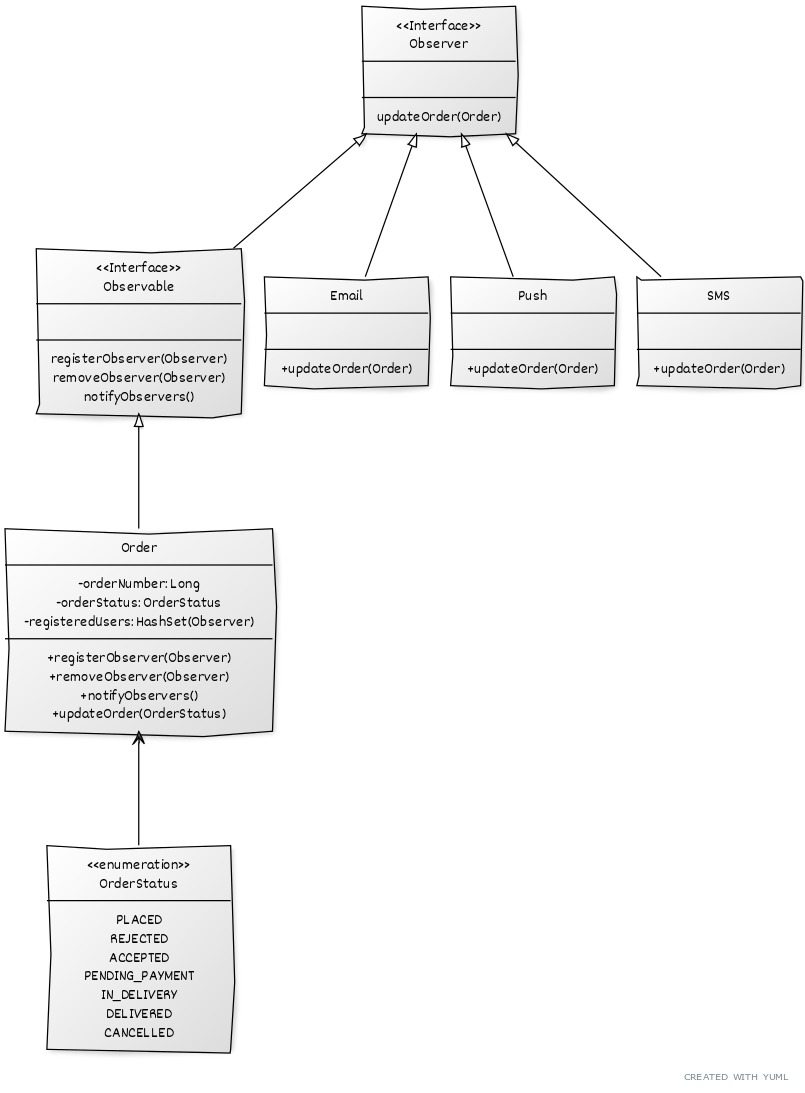 <<Interface>>
Observer
updateOrder(Order)
<<Interface>>
Observable
registerObserver(Observer)
removeObserver(Observer)
notifyObservers()
Email
+updateOrder(Order)
Push
+updateOrder(Order)
SMS
+updateOrder(Order)
Order
-orderNumber: Long
-orderStatus: OrderStatus
-registeredUsers: HashSet(Observer)
+registerObserver(Observer)
+removeObserver(Observer)
+notifyObservers()
+updateOrder(OrderStatus)
<<enumeration>>
OrderStatus
PLACED
REJECTED
ACCEPTED
PENDING_PAYMENT
IN_DELIVERY
DELIVERED
CANCELLED
CREATED WITH YUML